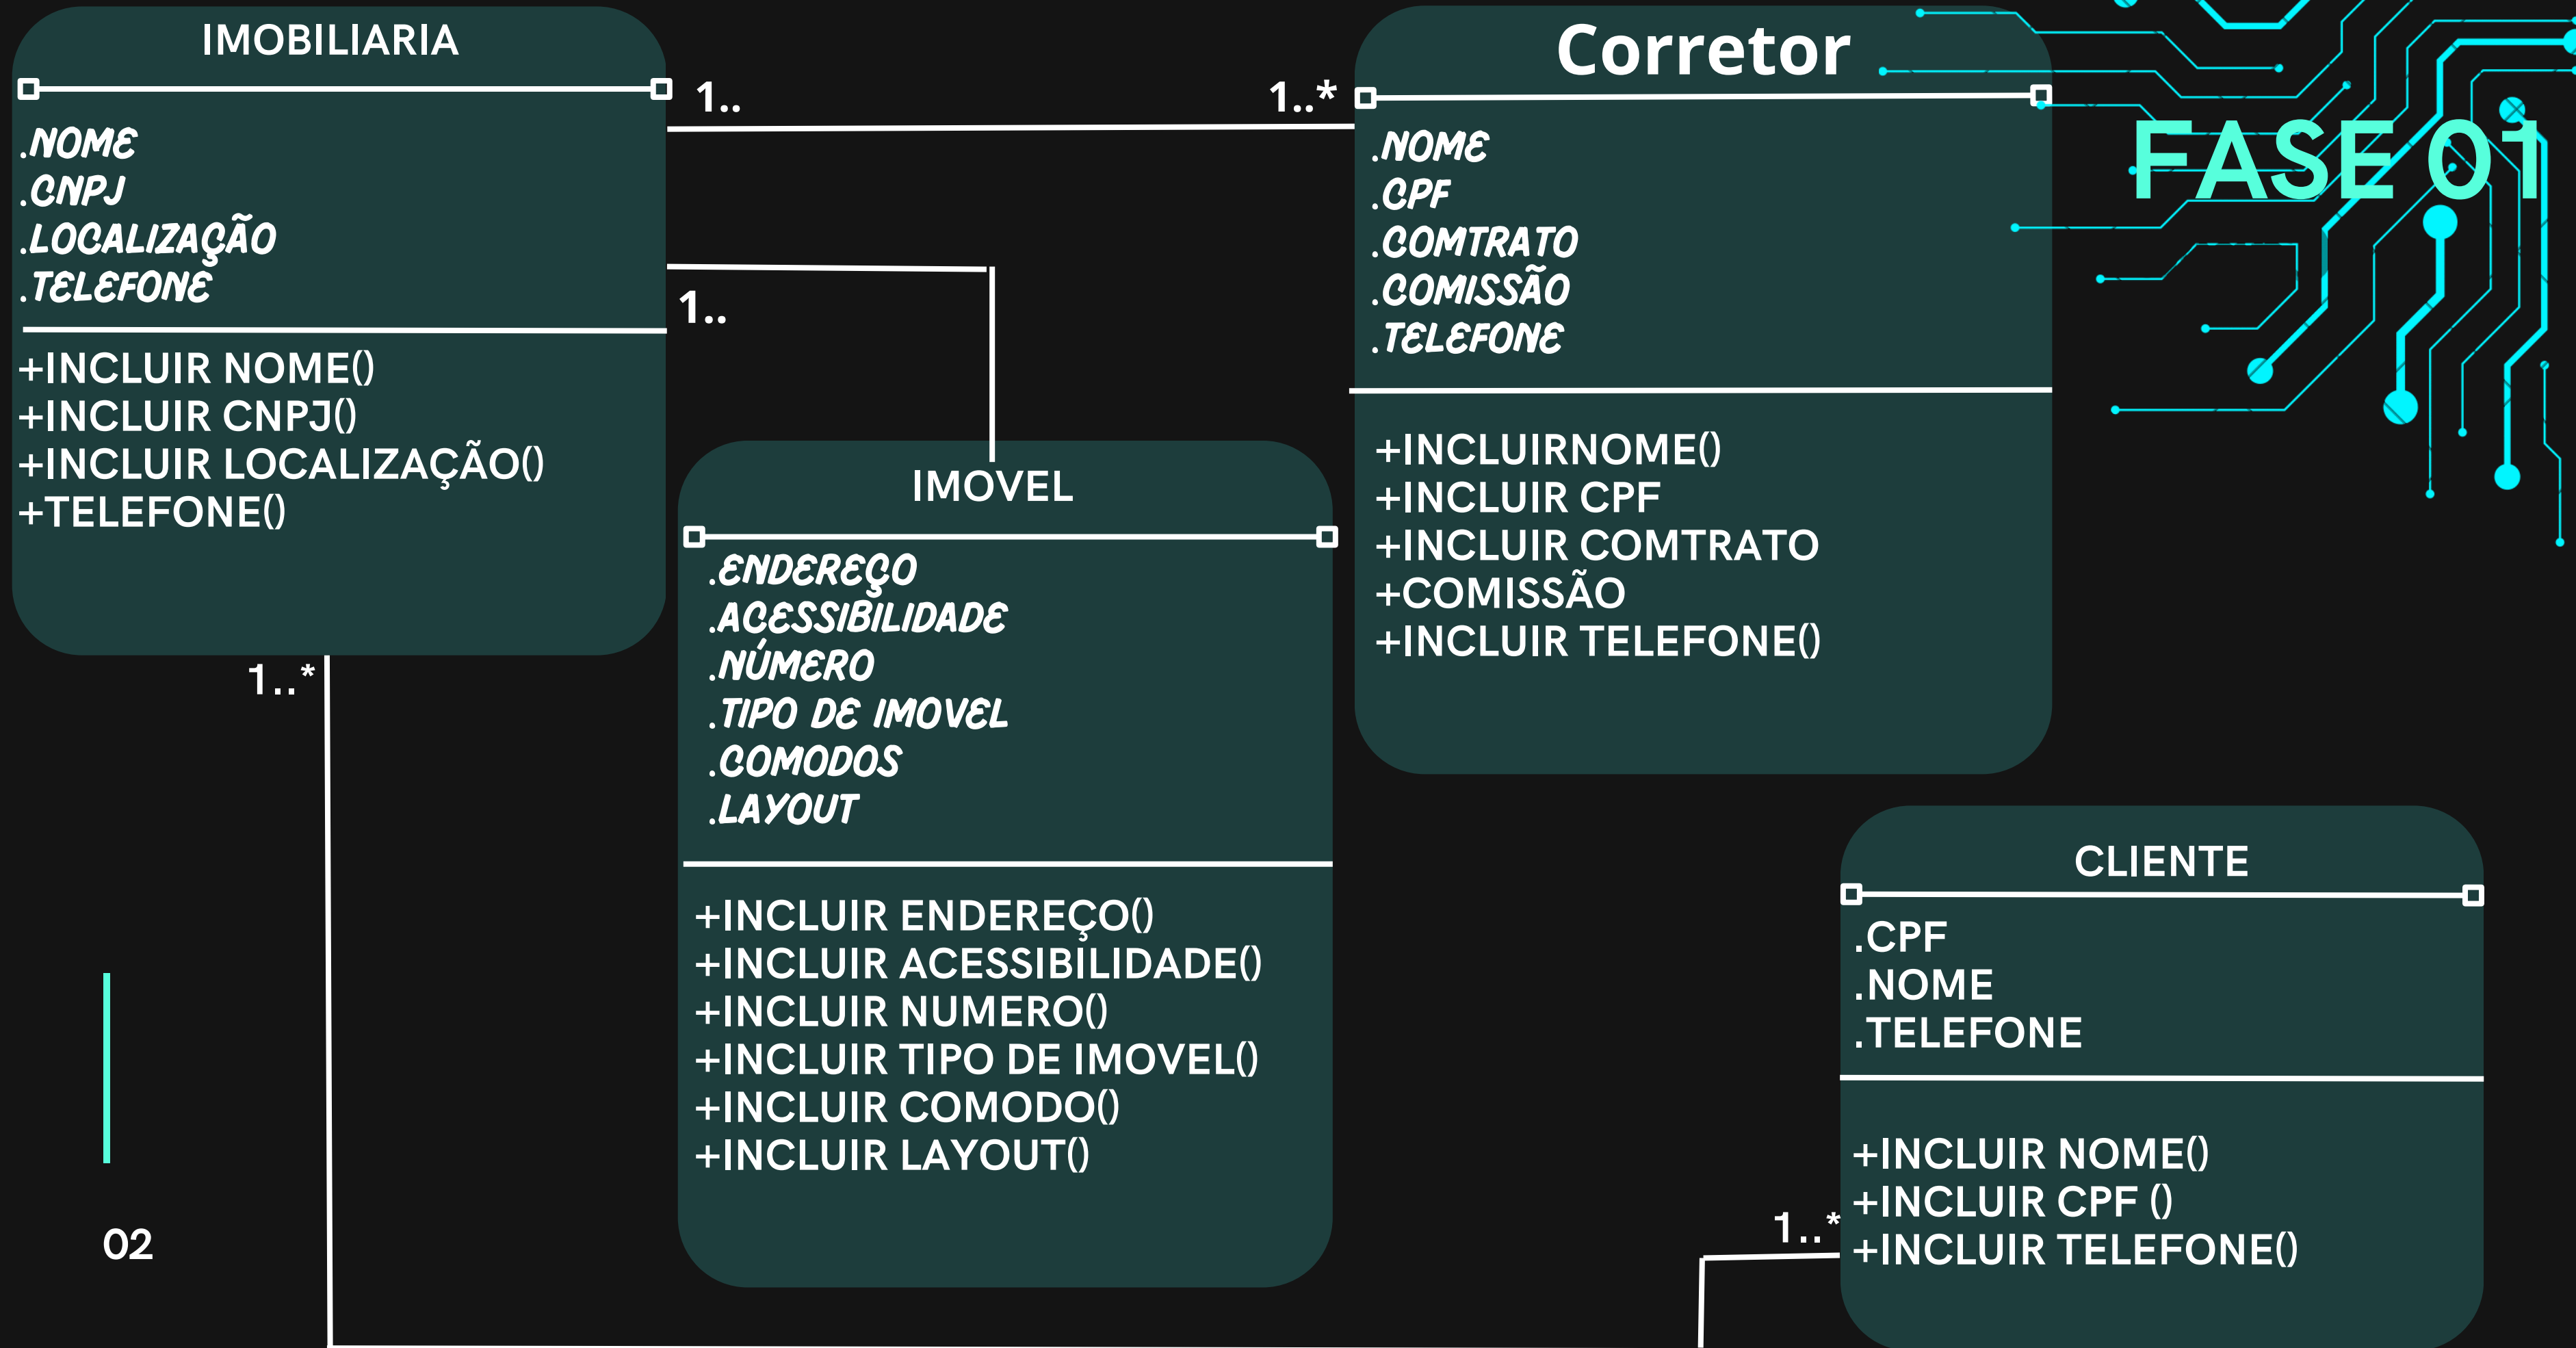 IMOBILIARIA
.NOME
.CNPJ
.LOCALIZAÇÃO
.TELEFONE
+INCLUIR NOME()
+INCLUIR CNPJ()
+INCLUIR LOCALIZAÇÃO()
+TELEFONE()
1..
1..*
1..
1..*
Corretor
.NOME
.CPF
.COMTRATO
.COMISSÃO
.TELEFONE
+INCLUIRNOME()
+INCLUIR CPF
+INCLUIR COMTRATO
+COMISSÃO
+INCLUIR TELEFONE()
FASE 01
IMOVEL
.ENDEREÇO
.ACESSIBILIDADE
.NÚMERO
.TIPO DE IMOVEL
.COMODOS
.LAYOUT
+INCLUIR ENDEREÇO()
+INCLUIR ACESSIBILIDADE()
+INCLUIR NUMERO()
+INCLUIR TIPO DE IMOVEL()
+INCLUIR COMODO()
+INCLUIR LAYOUT()
CLIENTE
.CPF
.NOME
.TELEFONE
+INCLUIR NOME()
+INCLUIR CPF ()
+INCLUIR TELEFONE()
1..*
02